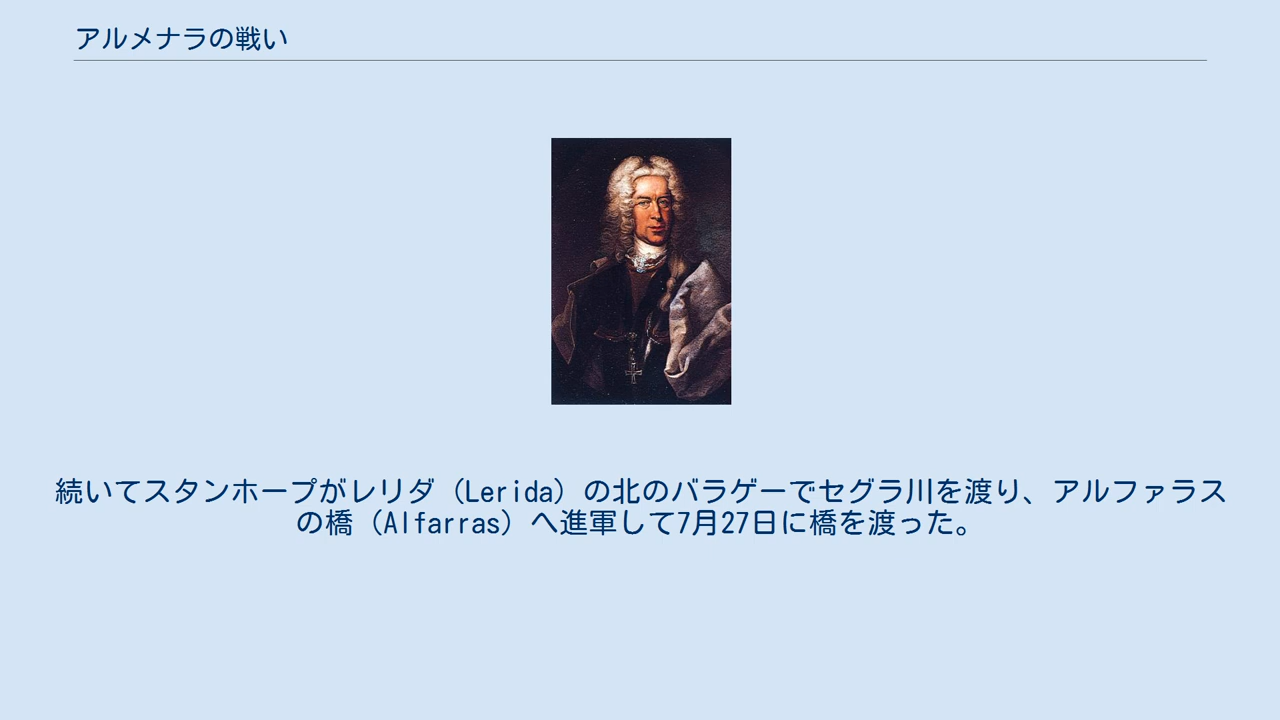 アルメナラの戦い
続いてスタンホープがレリダ（Lerida）の北のバラゲーでセグラ川を渡り、アルファラス
の橋（Alfarras）へ進軍して7月27日に橋を渡った。